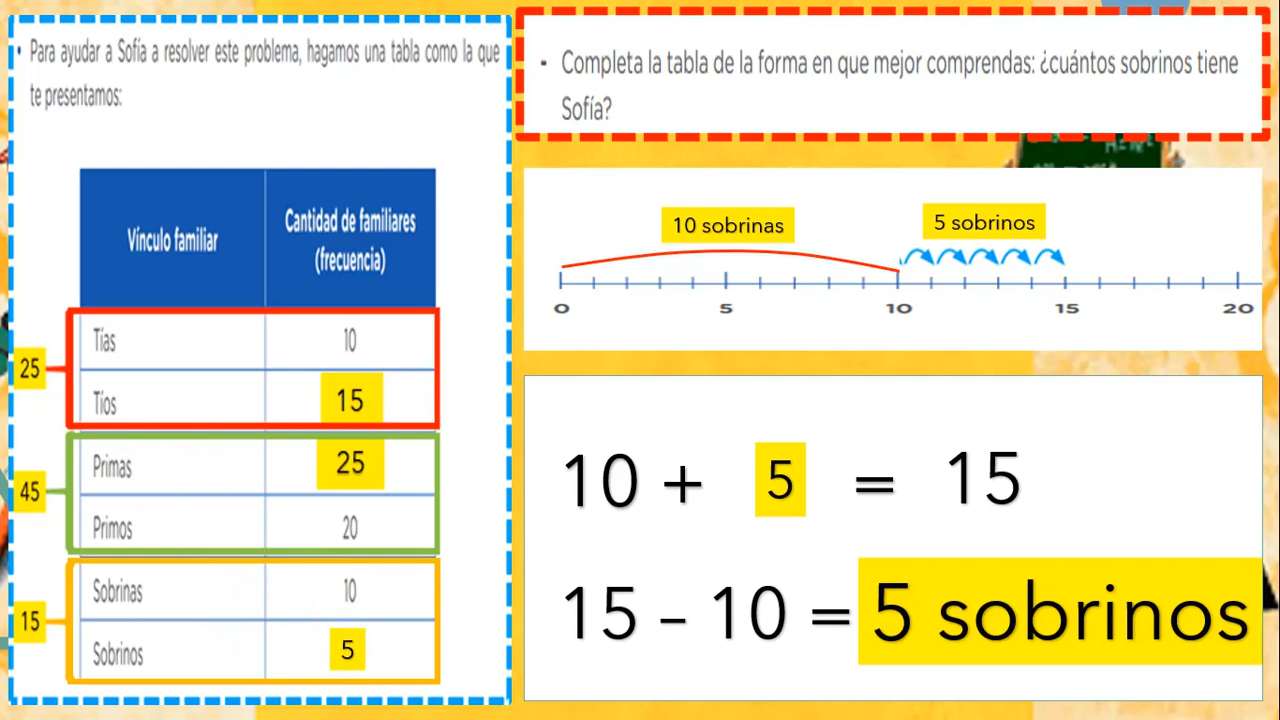 • Para ayudar a Sofía a resolver este problema, hagamos una tabla como la que
te presentamos:
Vínculo familiar
Cantidad de familiares
(frecuencia)
Tías 10
25
Tíos 15
Primas 25
45
Primos 20
Sobrinas 10
15
Sobrinos 5
• Completa la tabla de la forma en que mejor comprendas: ¿cuántos sobrinos tiene
Sofía?
10 sobrinas 5 sobrinos
0 5 10 15 20
10 + 5 = 15
15 – 10 = 5 sobrinos